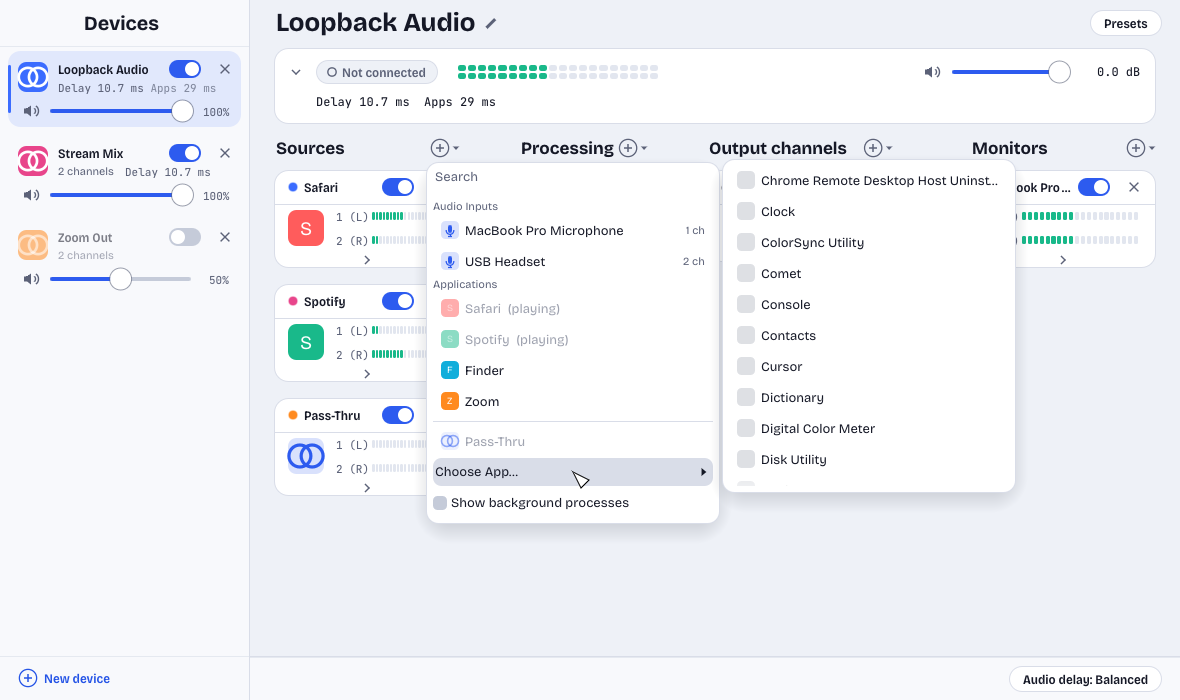 Devices
Loopback Audio
Delay 10.7 ms Apps 29 ms
100%
Stream Mix
2 channels Delay 10.7 ms
100%
Zoom Out
2 channels
50%
New device
Loopback Audio
Presets
Not connected
0.0 dB
Delay 10.7 ms Apps 29 ms
Sources
Processing
Output channels
Monitors
Safari
S
1 (L)
2 (R)
Spotify
S
1 (L)
2 (R)
Pass-Thru
1 (L)
2 (R)
Search
Audio Inputs
MacBook Pro Microphone 1 ch
USB Headset 2 ch
Applications
S Safari (playing)
S Spotify (playing)
F Finder
Z Zoom
Pass-Thru
Choose App...
Show background processes
Chrome Remote Desktop Host Uninst...
Clock
ColorSync Utility
Comet
Console
Contacts
Cursor
Dictionary
Digital Color Meter
Disk Utility
ook Pro...
Audio delay: Balanced